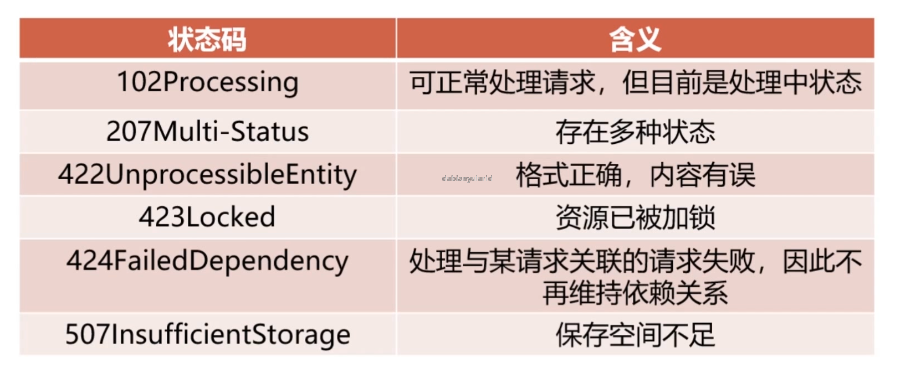 状态码 含义
102Processing 可正常处理请求，但目前是处理中状态
207Multi-Status 存在多种状态
422UnprocessibleEntity 格式正确，内容有误
423Locked 资源已被加锁
424FailedDependency 处理与某请求关联的请求失败，因此不
再维持依赖关系
507InsufficientStorage 保存空间不足